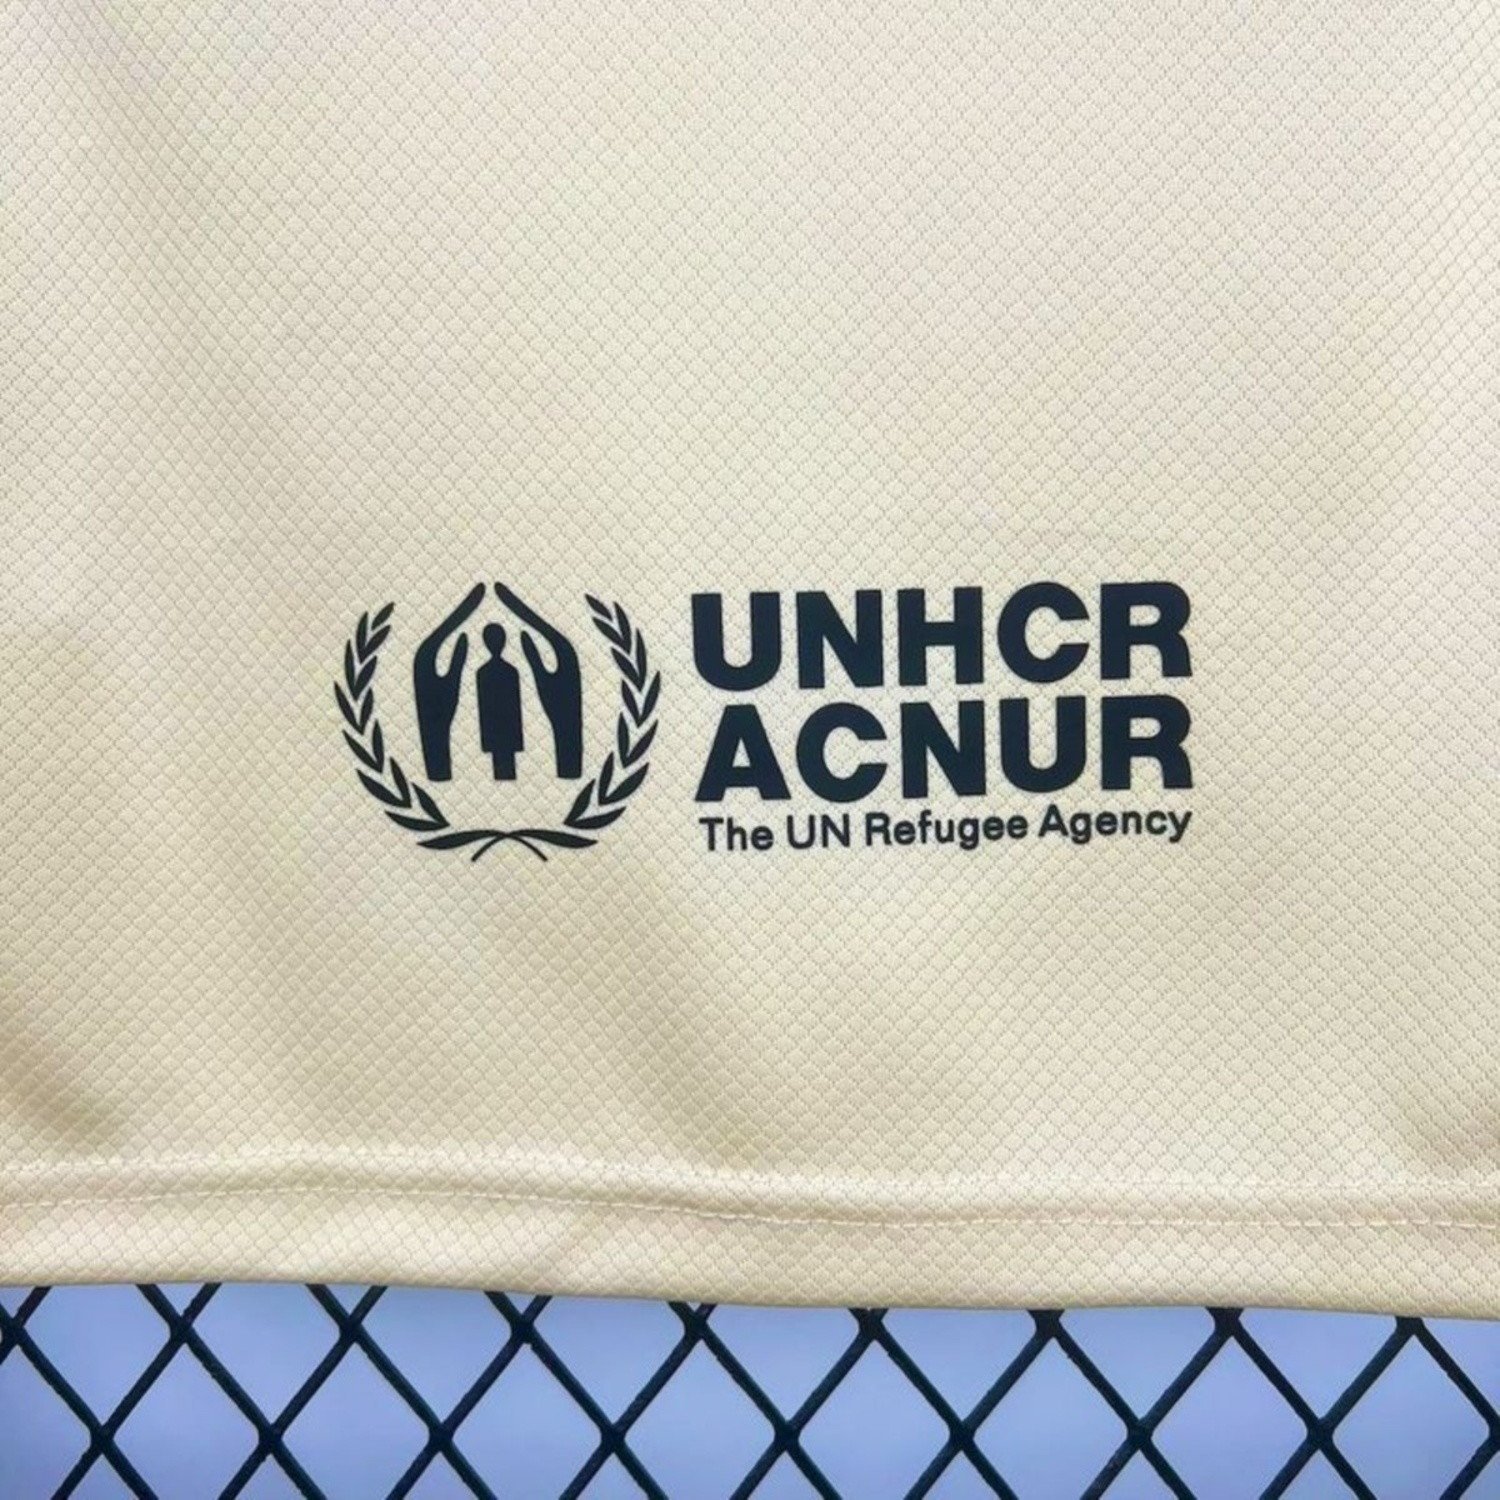 UNHCR
ACNUR
The UN Refugee Agency